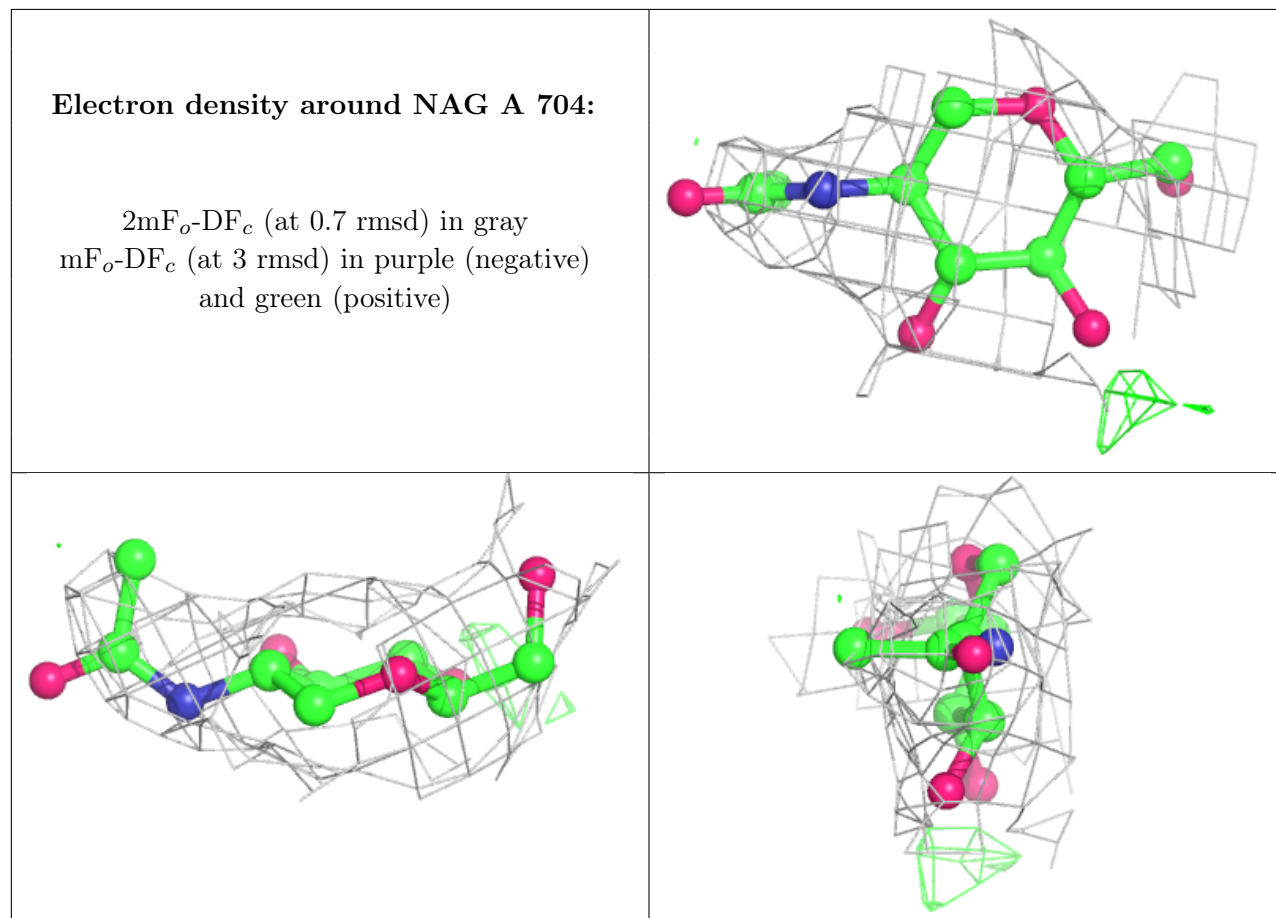 Electron density around NAG A 704:
2mFo-DFc (at 0.7 rmsd) in gray
mFo-DFc (at 3 rmsd) in purple (negative)
and green (positive)